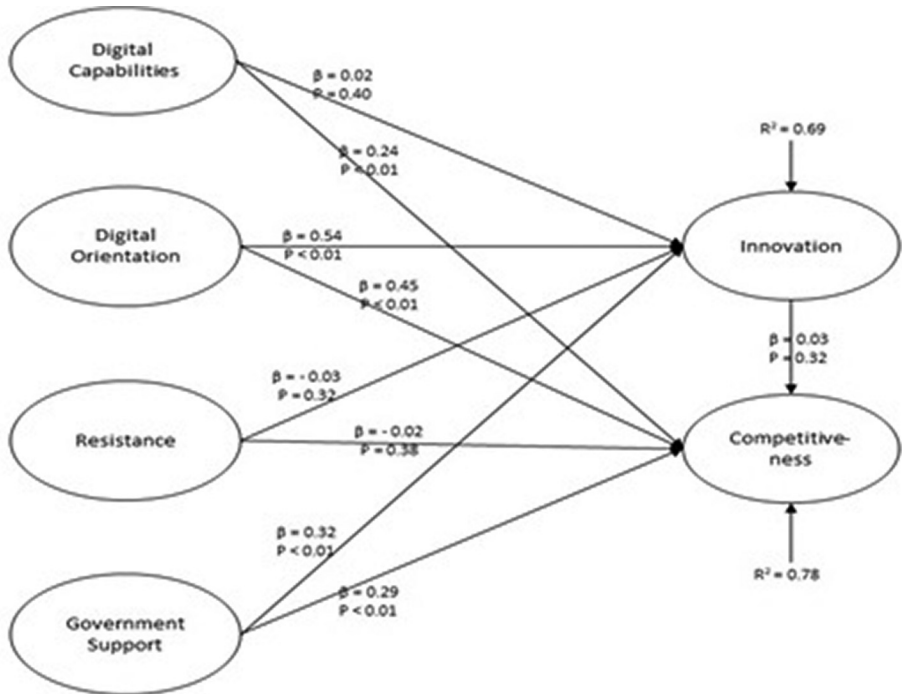 Digital
Capabilities
β = 0.02
P = 0.40
R² = 0.69
β = 0.24
P < 0.01
Digital
Orientation
β = 0.54
P < 0.01
Innovation
β = 0.45
P < 0.01
β = 0.03
P = 0.32
β = - 0.03
P = 0.32
Resistance
β = - 0.02
P = 0.38
Competitive-
ness
β = 0.32
P < 0.01
R² = 0.78
β = 0.29
P < 0.01
Government
Support